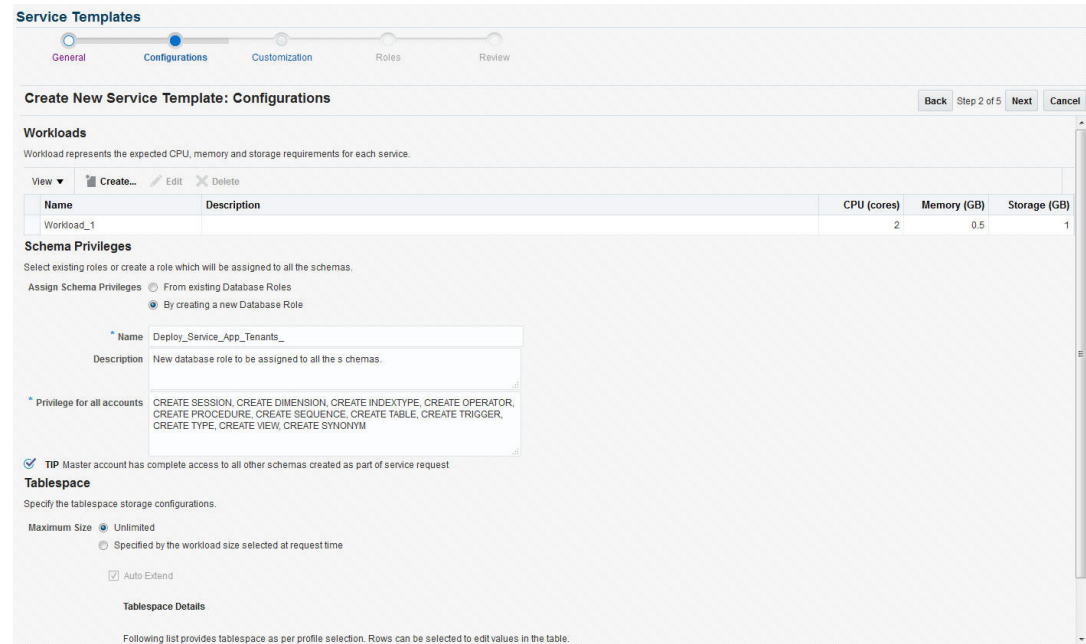 Service Templates
General Configurations Customization Roles Review
Create New Service Template: Configurations Back Step 2 of 5 Next Cancel
Workloads
Workload represents the expected CPU, memory and storage requirements for each service.
View Create... Edit Delete
Name Description CPU (cores) Memory (GB) Storage (GB)
Workload_1 2 0.5 1
Schema Privileges
Select existing roles or create a role which will be assigned to all the schemas.
Assign Schema Privileges From existing Database Roles
By creating a new Database Role
* Name Deploy_Service_App_Tenants_
Description New database role to be assigned to all the s chemas.
* Privilege for all accounts CREATE SESSION, CREATE DIMENSION, CREATE INDEXTYPE, CREATE OPERATOR,
CREATE PROCEDURE, CREATE SEQUENCE, CREATE TABLE, CREATE TRIGGER,
CREATE TYPE, CREATE VIEW, CREATE SYNONYM
TIP Master account has complete access to all other schemas created as part of service request
Tablespace
Specify the tablespace storage configurations.
Maximum Size Unlimited
Specified by the workload size selected at request time
Auto Extend
Tablespace Details
Following list provides tablespace as per profile selection. Rows can be selected to edit values in the table.